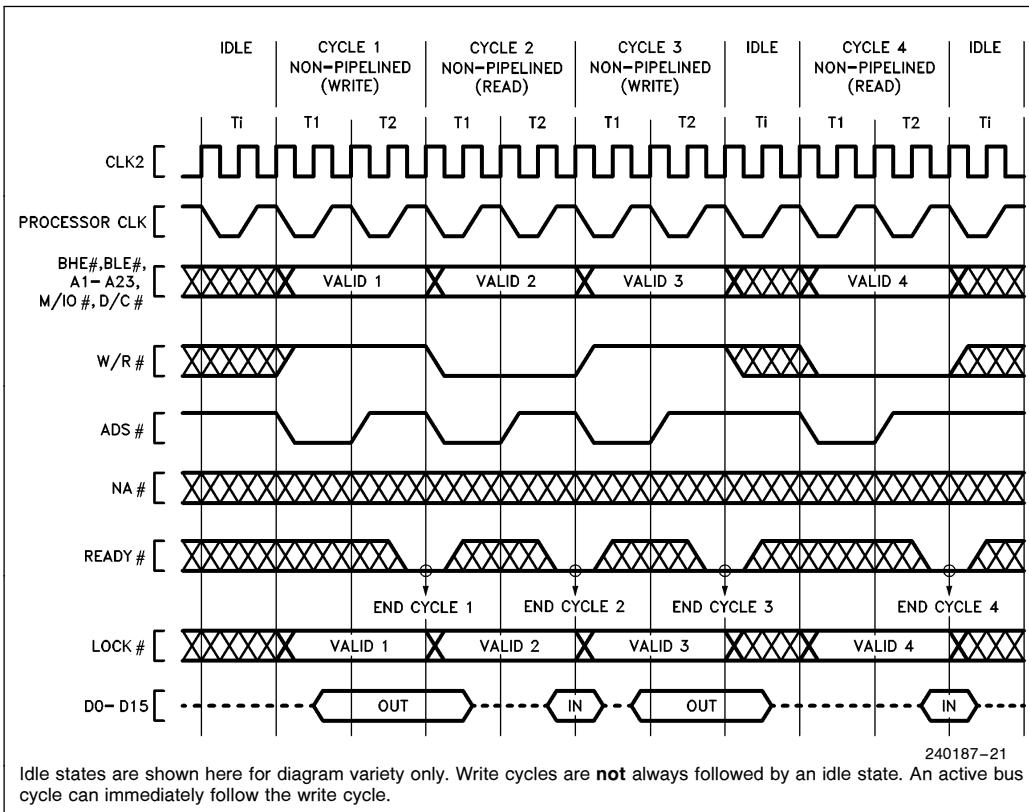 IDLE CYCLE 1 CYCLE 2 CYCLE 3 IDLE CYCLE 4 IDLE
NON-PIPELINED NON-PIPELINED NON-PIPELINED NON-PIPELINED
(WRITE) (READ) (WRITE) (READ)
Ti T1 T2 T1 T2 T1 T2 Ti T1 T2 Ti
CLK2
PROCESSOR CLK
BHE#,BLE#,
A1-A23,
M/IO#,D/C#
VALID 1 VALID 2 VALID 3 VALID 4
W/R#
ADS#
NA#
READY#
END CYCLE 1 END CYCLE 2 END CYCLE 3 END CYCLE 4
LOCK# VALID 1 VALID 2 VALID 3 VALID 4
D0-D15 OUT IN OUT IN
240187-21
Idle states are shown here for diagram variety only. Write cycles are not always followed by an idle state. An active bus
cycle can immediately follow the write cycle.